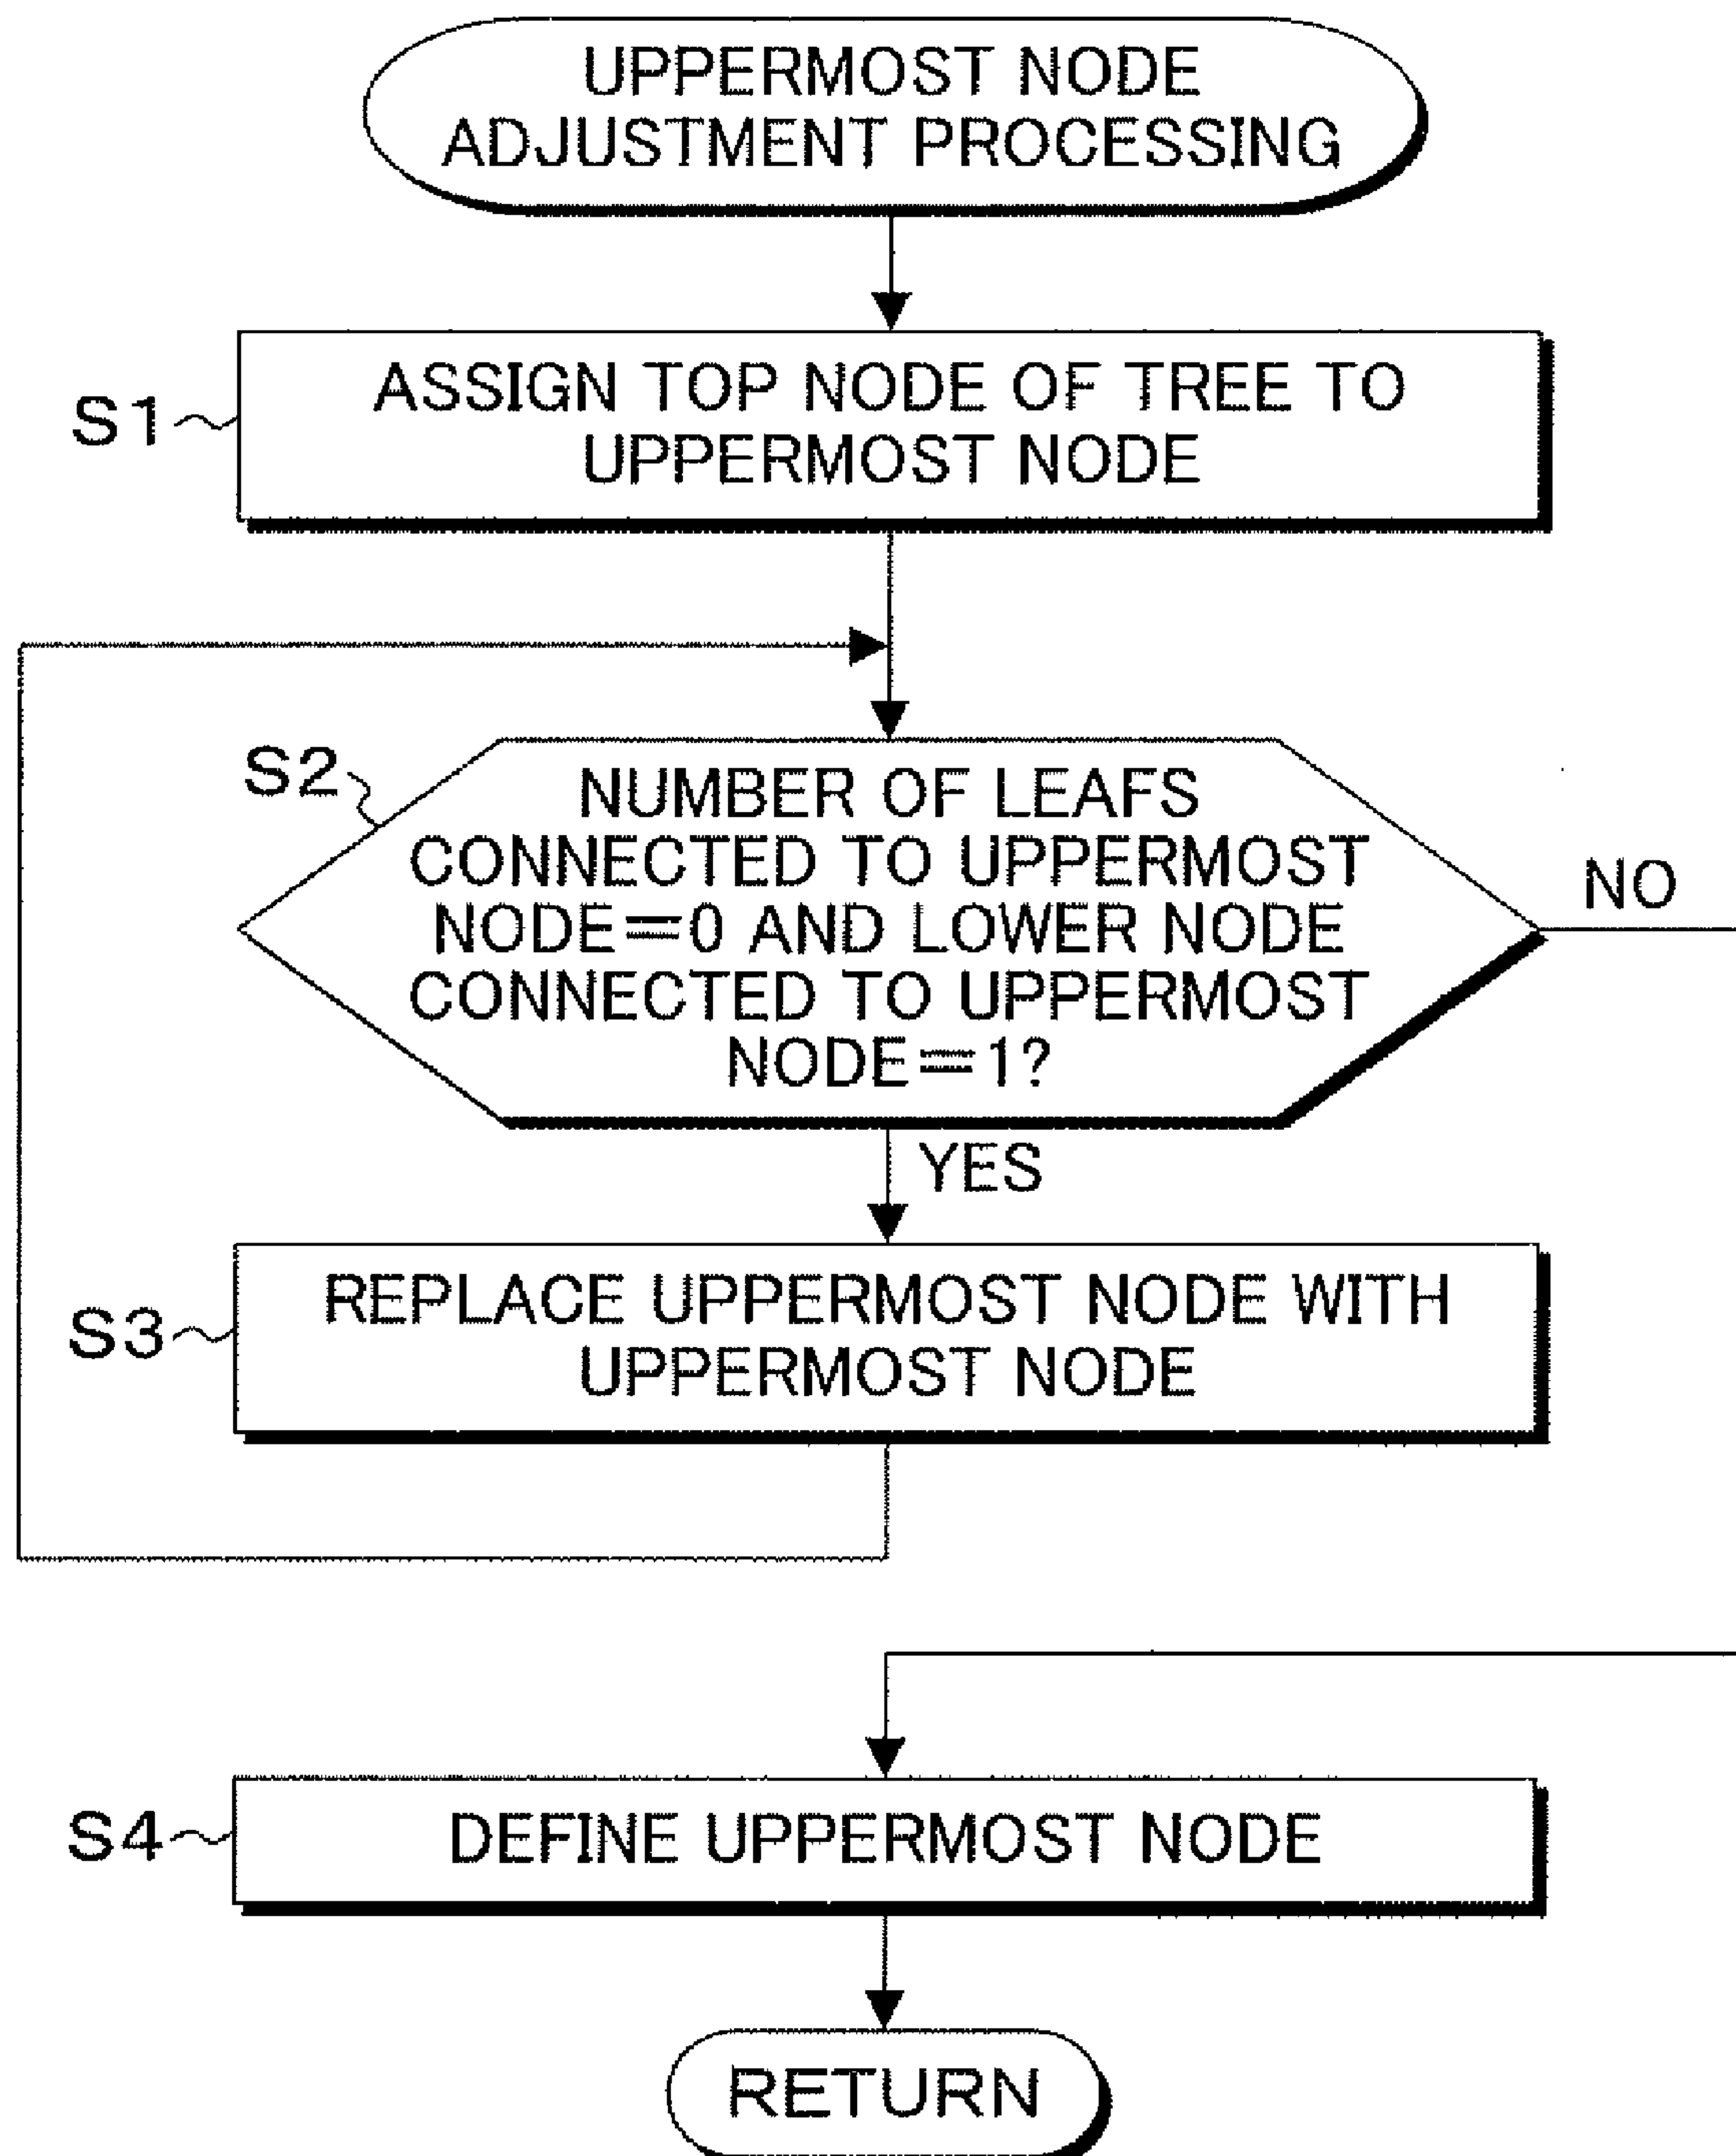 UPPERMOST NODE
ADJUSTMENT PROCESSING
S1
ASSIGN TOP NODE OF TREE TO
UPPERMOST NODE
S2
NUMBER OF LEAFS
CONNECTED TO UPPERMOST
NODE=0 AND LOWER NODE
CONNECTED TO UPPERMOST
NODE=1?
NO
YES
S3
REPLACE UPPERMOST NODE WITH
UPPERMOST NODE
S4
DEFINE UPPERMOST NODE
RETURN